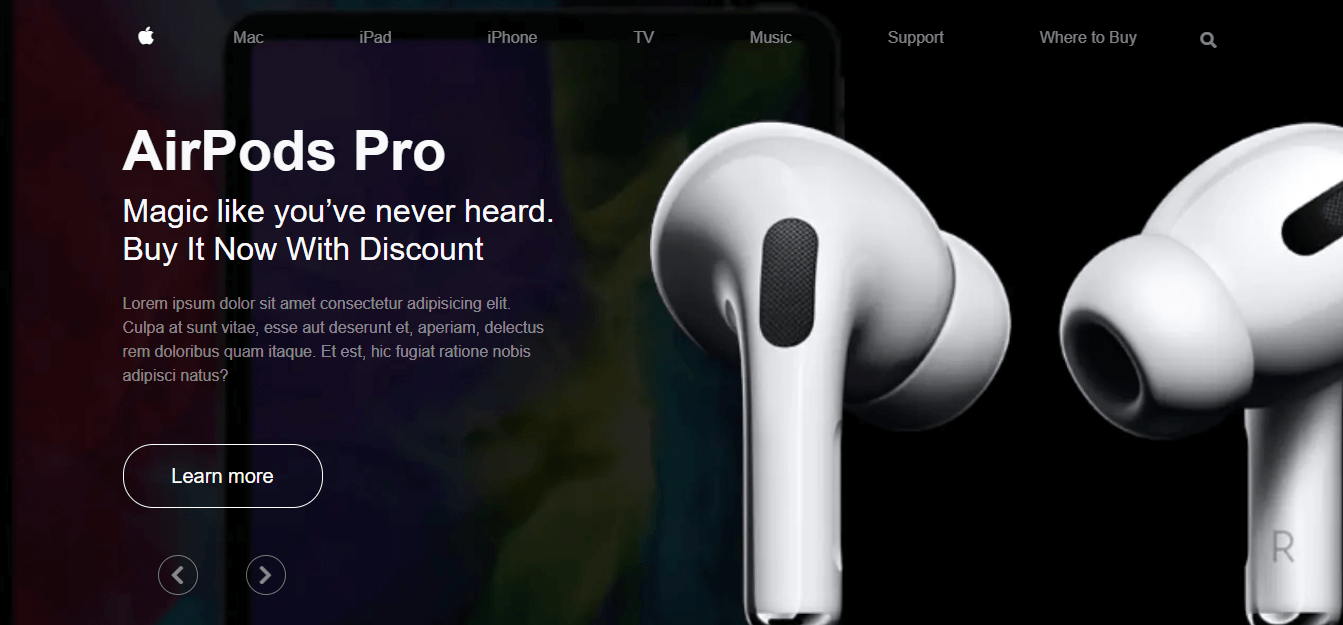 Mac iPad iPhone TV Music Support Where to Buy
AirPods Pro
Magic like you’ve never heard.
Buy It Now With Discount
Lorem ipsum dolor sit amet consectetur adipisicing elit.
Culpa at sunt vitae, esse aut deserunt et, aperiam, delectus
rem doloribus quam itaque. Et est, hic fugiat ratione nobis
adipisci natus?
Learn more
R